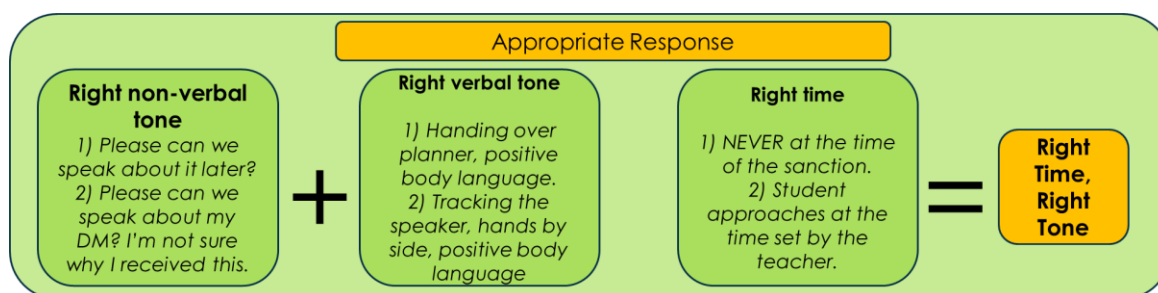 Appropriate Response
Right non-verbal
tone
1) Please can we
speak about it later?
2) Please can we
speak about my
DM? I'm not sure
why I received this.
+
Right verbal tone
1) Handing over
planner, positive
body language.
2) Tracking the
speaker, hands by
side, positive body
language
Right time
1) NEVER at the time
of the sanction.
2) Student
approaches at the
time set by the
teacher.
=
Right
Time,
Right
Tone